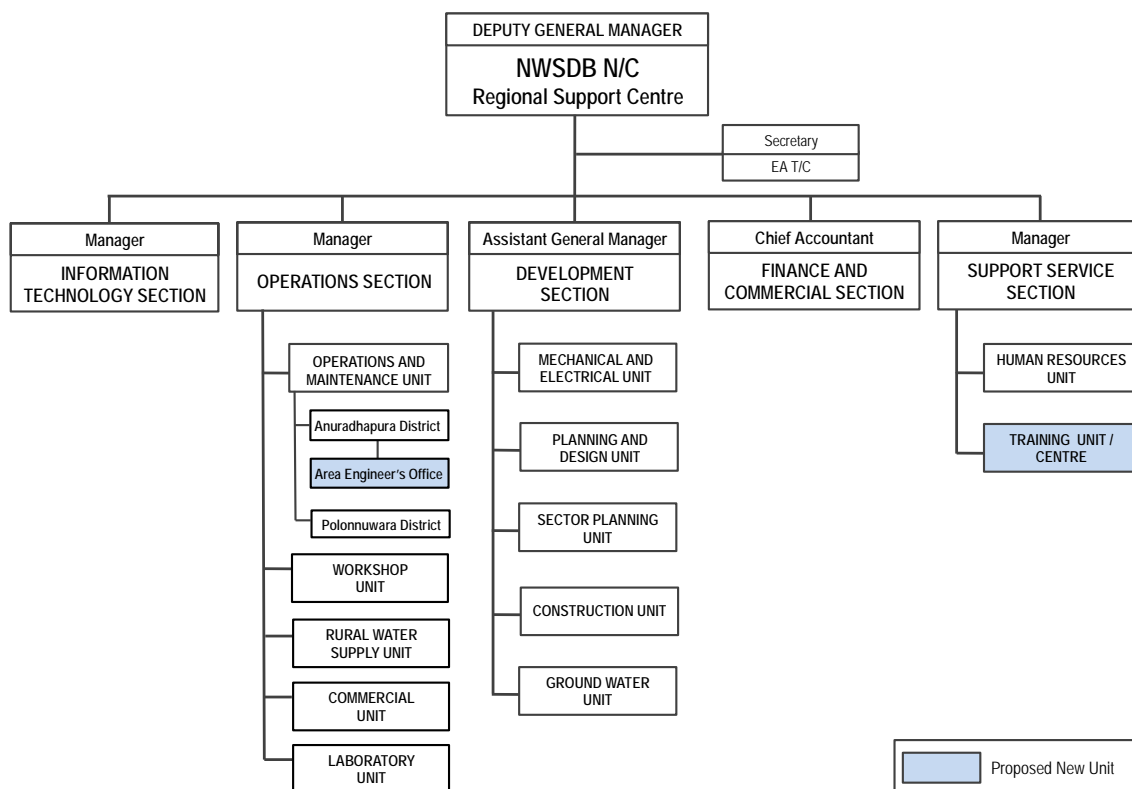 DEPUTY GENERAL MANAGER
NWSDB N/C
Regional Support Centre
Secretary
EA T/C
Manager
INFORMATION
TECHNOLOGY SECTION
Manager
OPERATIONS SECTION
Assistant General Manager
DEVELOPMENT
SECTION
Chief Accountant
FINANCE AND
COMMERCIAL SECTION
Manager
SUPPORT SERVICE
SECTION
OPERATIONS AND
MAINTENANCE UNIT
Anuradhapura District
Area Engineer's Office
Polonnuwara District
WORKSHOP
UNIT
RURAL WATER
SUPPLY UNIT
COMMERCIAL
UNIT
LABORATORY
UNIT
MECHANICAL AND
ELECTRICAL UNIT
PLANNING AND
DESIGN UNIT
SECTOR PLANNING
UNIT
CONSTRUCTION UNIT
GROUND WATER
UNIT
HUMAN RESOURCES
UNIT
TRAINING UNIT /
CENTRE
Proposed New Unit